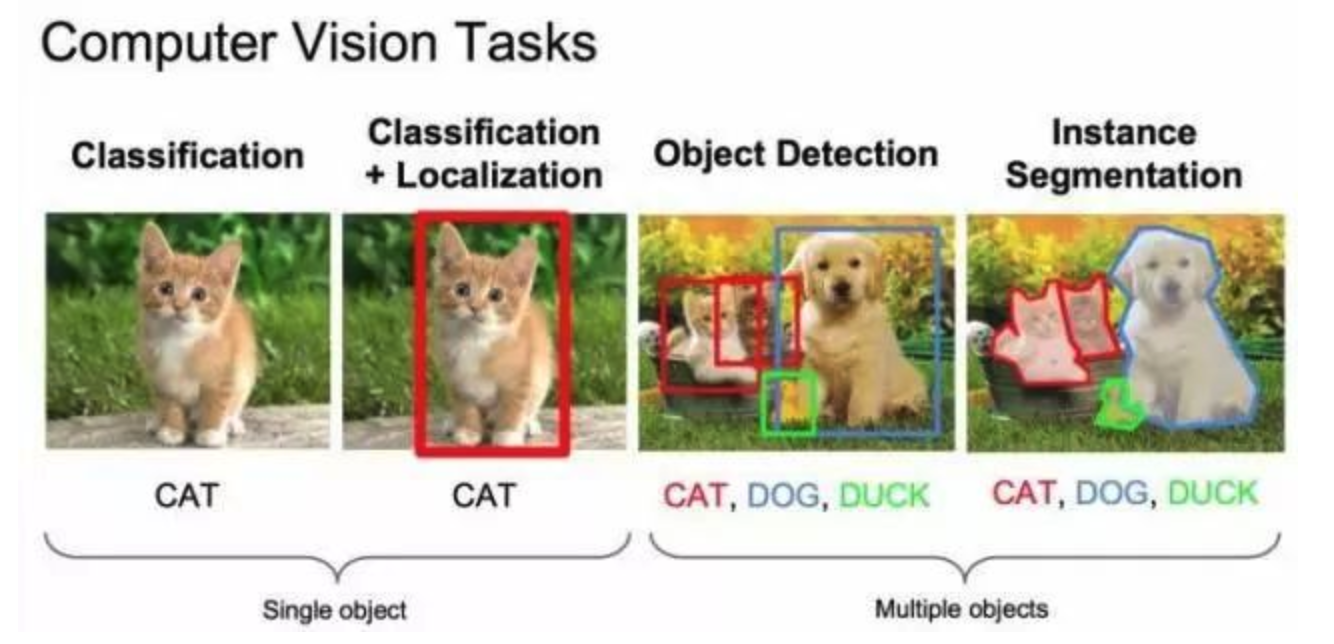 Computer Vision Tasks
Classification
Classification
+ Localization
Object Detection
Instance
Segmentation
CAT
CAT
CAT, DOG, DUCK
CAT, DOG, DUCK
Single object
Multiple objects